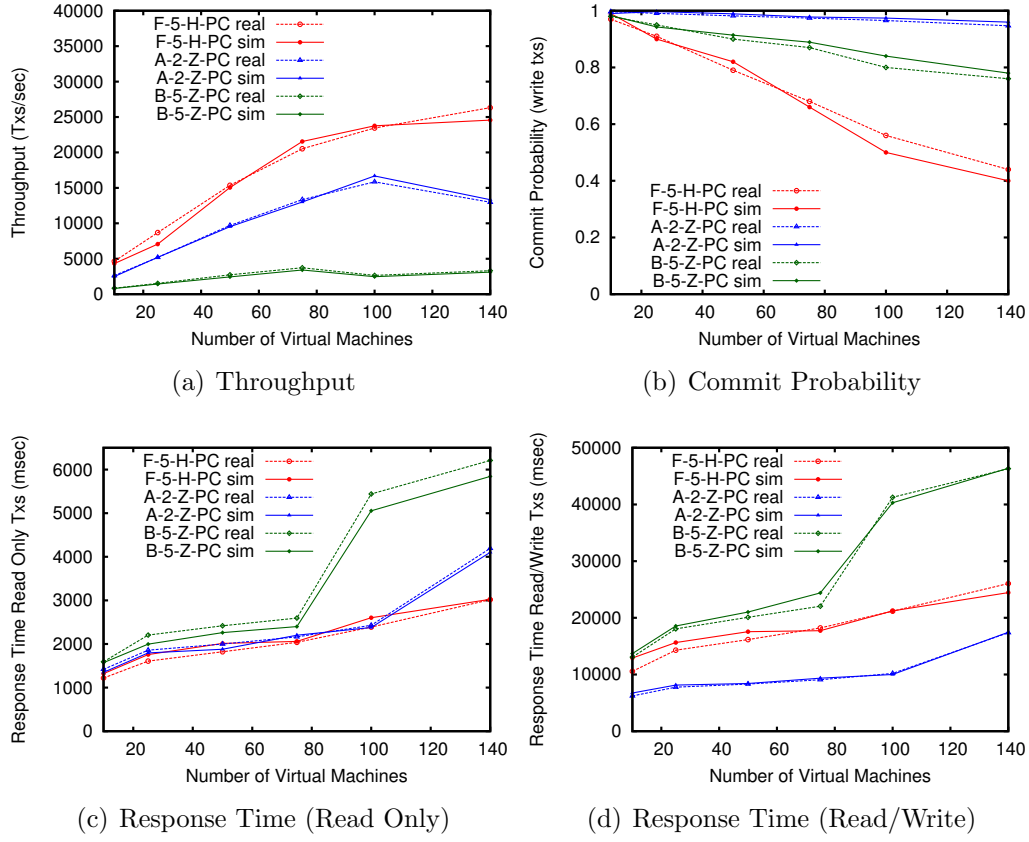 Throughput (Txs/sec)
40000
35000
30000
25000
20000
15000
10000
5000
0
F-5-H-PC real
F-5-H-PC sim
A-2-Z-PC real
A-2-Z-PC sim
B-5-Z-PC real
B-5-Z-PC sim
20 40 60 80 100 120 140
Number of Virtual Machines
(a) Throughput
Commit Probability (write txs)
1
0.8
0.6
0.4
0.2
0
F-5-H-PC real
F-5-H-PC sim
A-2-Z-PC real
A-2-Z-PC sim
B-5-Z-PC real
B-5-Z-PC sim
20 40 60 80 100 120 140
Number of Virtual Machines
(b) Commit Probability
Response Time Read Only Txs (msec)
6000
5000
4000
3000
2000
1000
0
F-5-H-PC real
F-5-H-PC sim
A-2-Z-PC real
A-2-Z-PC sim
B-5-Z-PC real
B-5-Z-PC sim
20 40 60 80 100 120 140
Number of Virtual Machines
(c) Response Time (Read Only)
Response Time Read/Write Txs (msec)
50000
40000
30000
20000
10000
0
F-5-H-PC real
F-5-H-PC sim
A-2-Z-PC real
A-2-Z-PC sim
B-5-Z-PC real
B-5-Z-PC sim
20 40 60 80 100 120 140
Number of Virtual Machines
(d) Response Time (Read/Write)